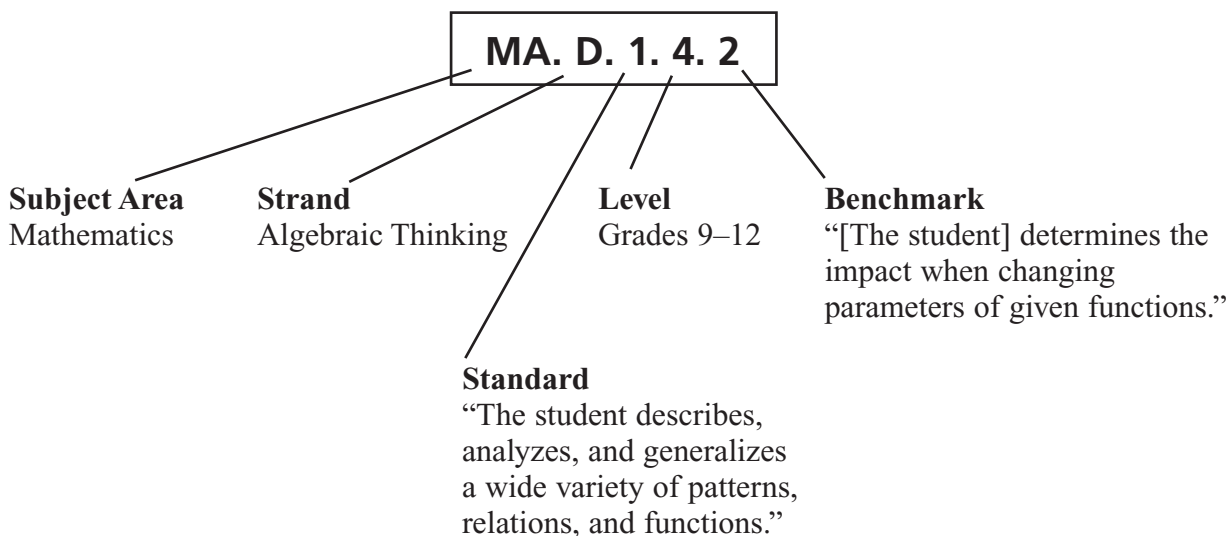 MA. D. 1. 4. 2
Subject Area
Mathematics
Strand
Algebraic Thinking
Level
Grades 9–12
Benchmark
“[The student] determines the
impact when changing
parameters of given functions.”
Standard
“The student describes,
analyzes, and generalizes
a wide variety of patterns,
relations, and functions.”